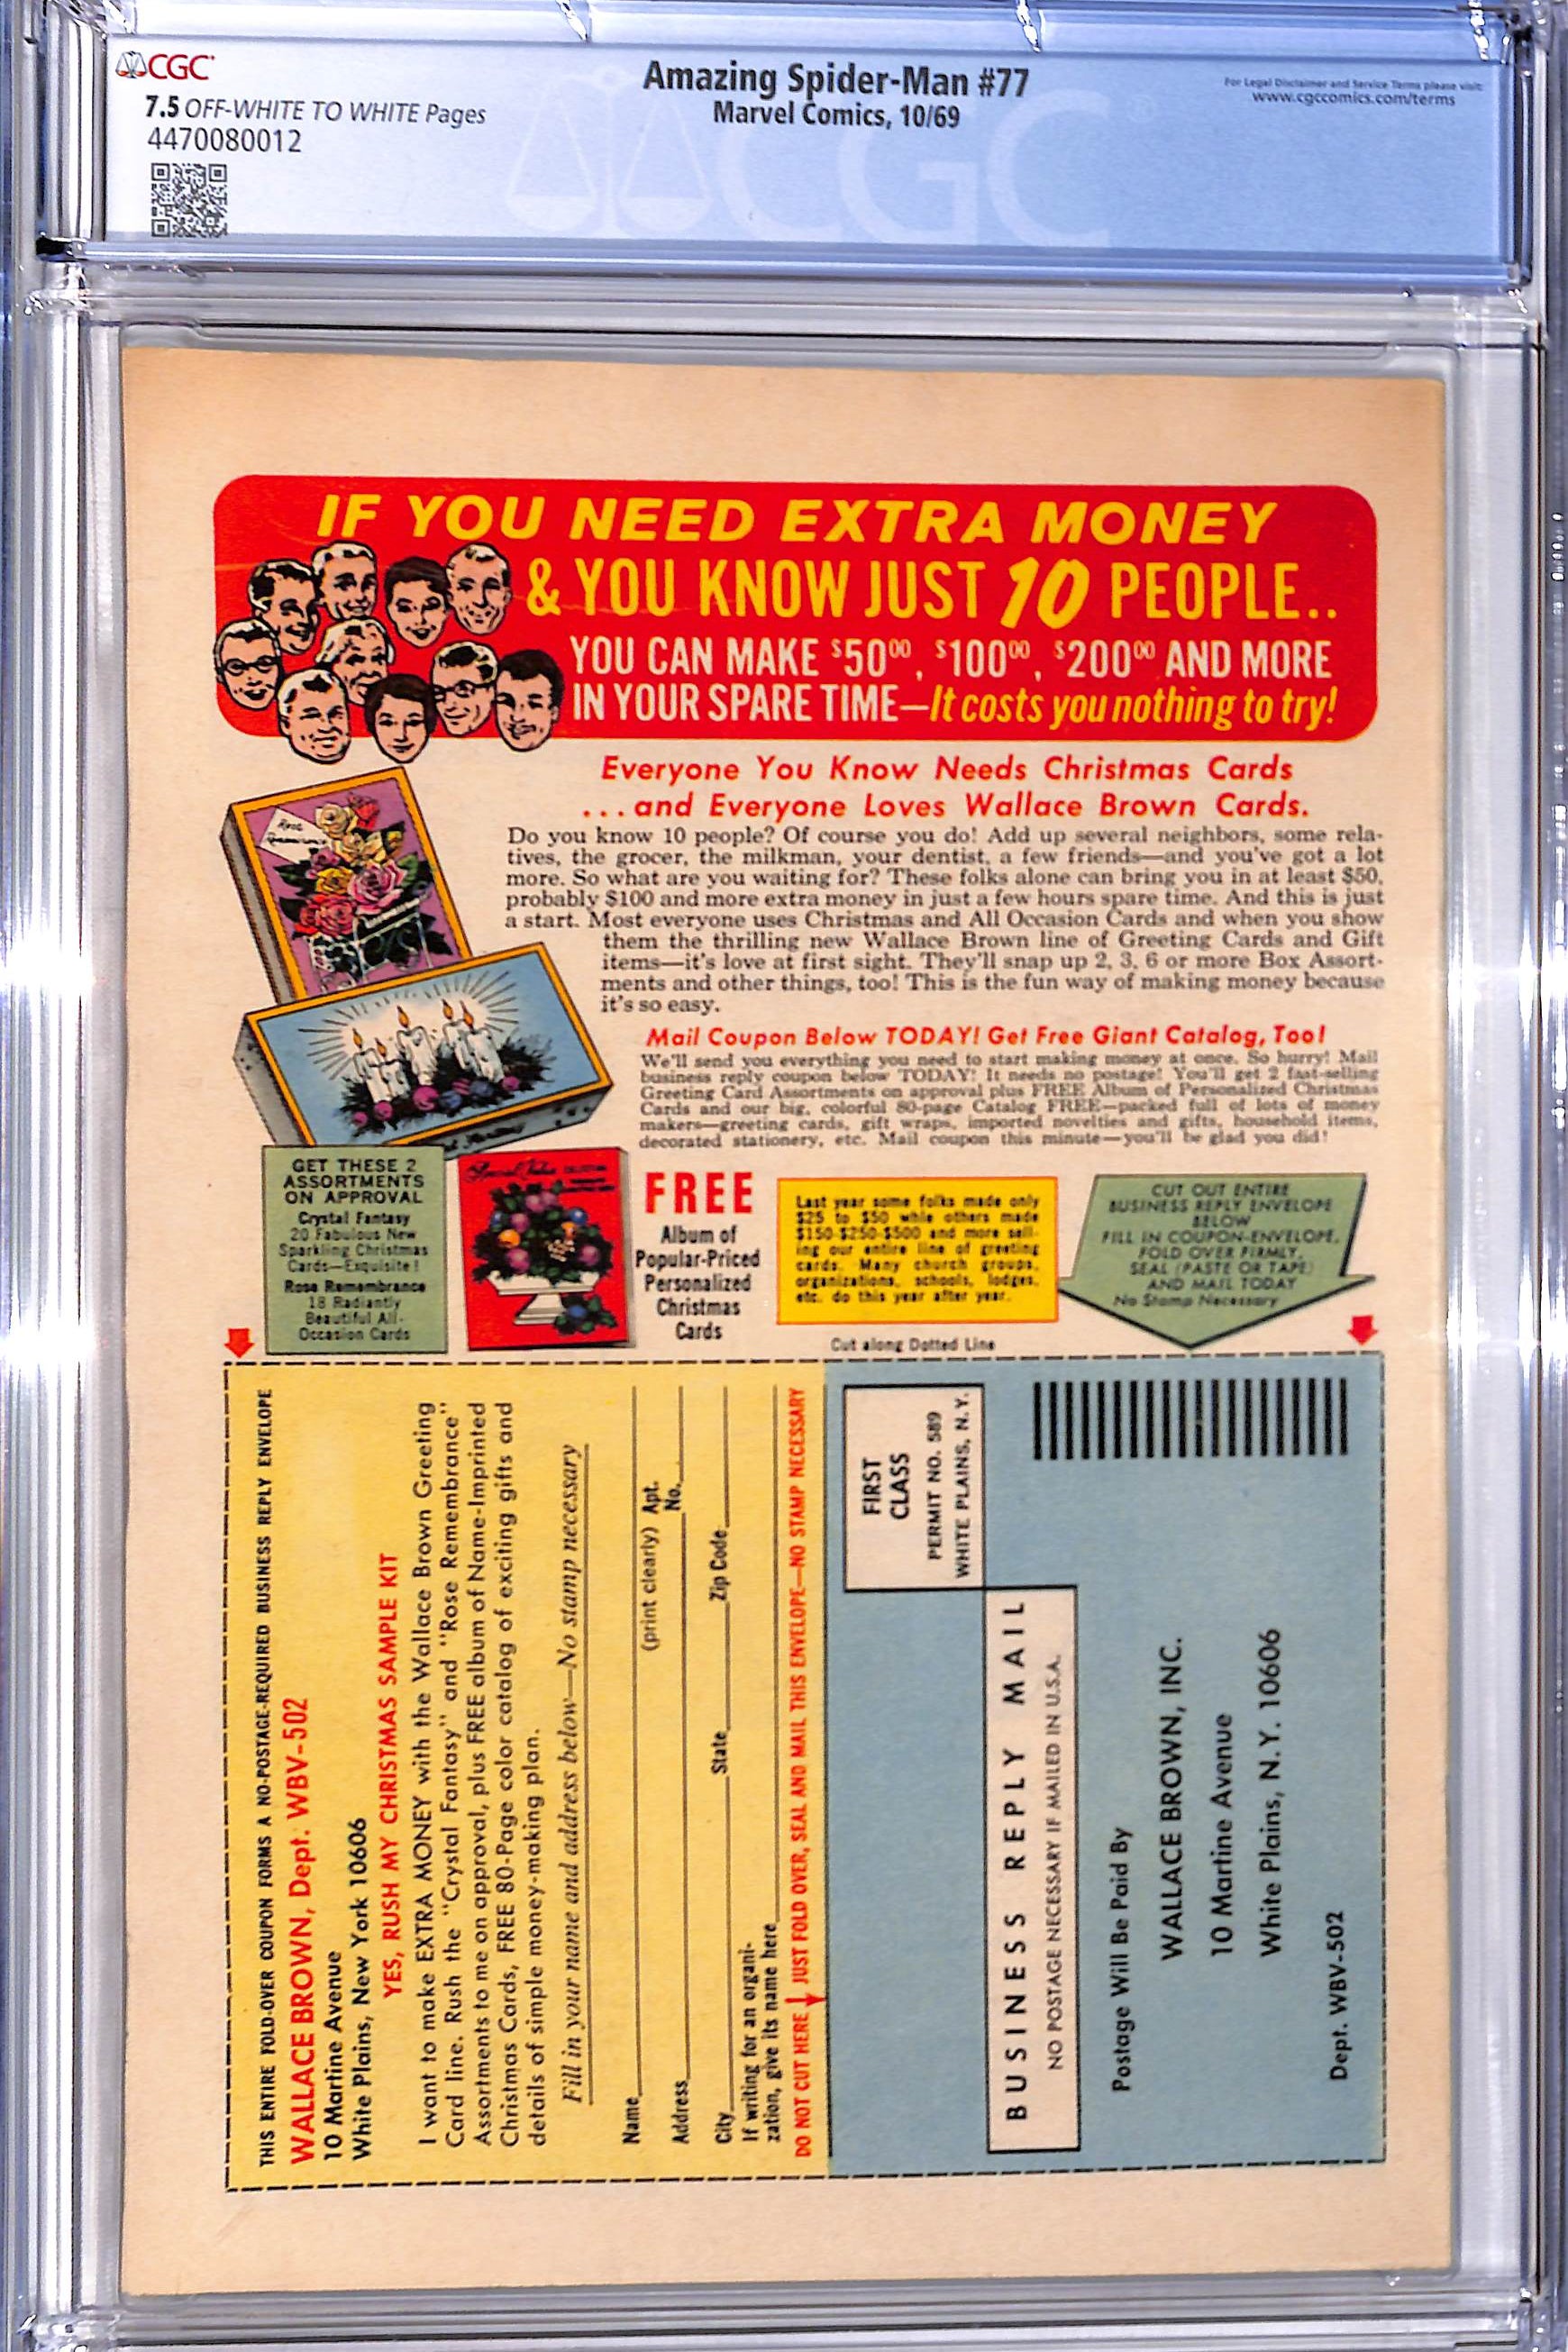 CGC
7.5 OFF-WHITE TO WHITE Pages
4470080012
Amazing Spider-Man #77
Marvel Comics, 10/69
For Legal Disclaimer and Service Terms please visit:
www.cgccomics.com/terms
CGC
IF YOU NEED EXTRA MONEY
& YOU KNOW JUST 10 PEOPLE..
YOU CAN MAKE $5000, $10000, $20000 AND MORE
IN YOUR SPARE TIME—It costs you nothing to try!
Everyone You Know Needs Christmas Cards
...and Everyone Loves Wallace Brown Cards.
Do you know 10 people? Of course you do! Add up several neighbors, some rela-
tives, the grocer, the milkman, your dentist, a few friends—and you've got a lot
more. So what are you waiting for? These folks alone can bring you in at least $50,
probably $100 and more extra money in just a few hours spare time. And this is just
a start. Most everyone uses Christmas and All Occasion Cards and when you show
them the thrilling new Wallace Brown line of Greeting Cards and Gift
items—it's love at first sight. They'll snap up 2, 3, 6 or more Box Assort-
ments and other things, too! This is the fun way of making money because
it's so easy.
Mail Coupon Below TODAY! Get Free Giant Catalog, Too!
We'll send you everything you need to start making money at once. So hurry! Mail
business reply coupon below TODAY! It needs no postage! You'll get 2 fast-selling
Greeting Card Assortments on approval plus FREE Album of Personalized Christmas
Cards and our big, colorful 80-page Catalog FREE—packed full of lots of money
makers—greeting cards, gift wraps, imported novelties and gifts, household items,
decorated stationery, etc. Mail coupon this minute—you'll be glad you did!
Rose
Remembrance
GET THESE 2
ASSORTMENTS
ON APPROVAL
Crystal Fantasy
20 Fabulous New
Sparkling Christmas
Cards—Exquisite!
Rose Remembrance
18 Radiantly
Beautiful All-
Occasion Cards
FREE
Album of
Popular-Priced
Personalized
Christmas
Cards
Last year some folks made only
$25 to $50 while others made
$150-$250-$500 and more sell-
ing our entire line of greeting
cards. Many church groups,
organizations, schools, lodges,
etc. do this year after year.
CUT OUT ENTIRE
BUSINESS REPLY ENVELOPE
BELOW
FILL IN COUPON-ENVELOPE,
FOLD OVER FIRMLY,
SEAL (PASTE OR TAPE)
AND MAIL TODAY
No Stamp Necessary
Cut along Dotted Line
THIS ENTIRE FOLD-OVER COUPON FORMS A NO-POSTAGE-REQUIRED BUSINESS REPLY ENVELOPE
WALLACE BROWN, Dept. WBV-502
10 Martine Avenue
White Plains, New York 10606
YES, RUSH MY CHRISTMAS SAMPLE KIT
I want to make EXTRA MONEY with the Wallace Brown Greeting
Card line. Rush the "Crystal Fantasy" and "Rose Remembrance"
Assortments to me on approval, plus FREE album of Name-Imprinted
Christmas Cards, FREE 80-Page color catalog of exciting gifts and
details of simple money-making plan.
Fill in your name and address below—No stamp necessary
Name
(print clearly) Apt.
Address No.
City State Zip Code
If writing for an organi-
zation, give its name here
DO NOT CUT HERE JUST FOLD OVER, SEAL AND MAIL THIS ENVELOPE—NO STAMP NECESSARY
FIRST
CLASS
PERMIT NO. 589
WHITE PLAINS, N.Y.
BUSINESS REPLY MAIL
NO POSTAGE NECESSARY IF MAILED IN U.S.A.
Postage Will Be Paid By
WALLACE BROWN, INC.
10 Martine Avenue
White Plains, N.Y. 10606
Dept. WBV-502